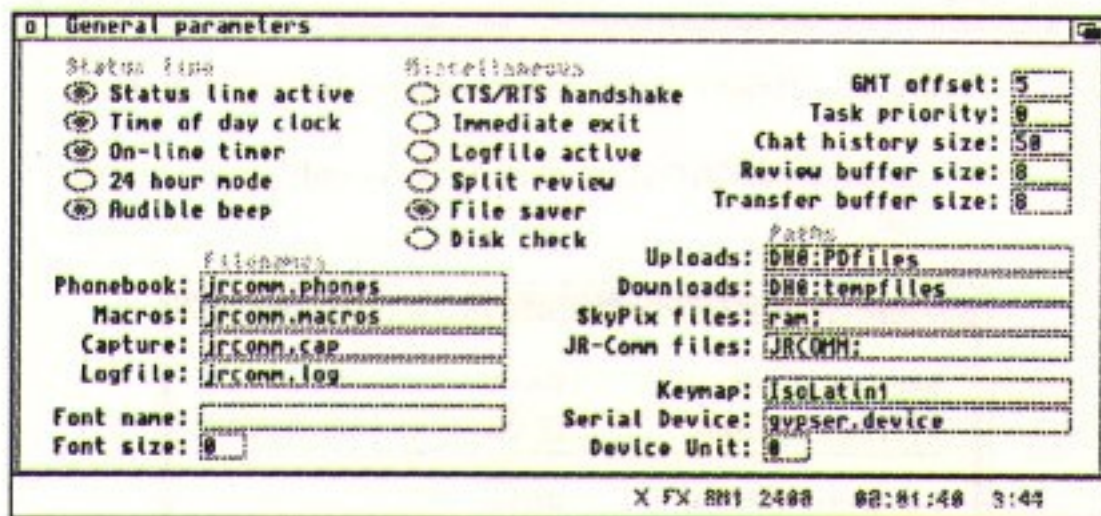 General parameters
Status line
Status line active
Time of day clock
On-line timer
24 hour mode
Audible beep
Miscellaneous
CTS/RTS handshake
Immediate exit
Logfile active
Split review
File saver
Disk check
GMT offset: 5
Task priority: 0
Chat history size: 50
Review buffer size: 8
Transfer buffer size: 8
Filenames
Phonebook: jrcomm.phones
Macros: jrcomm.macros
Capture: jrcomm.cap
Logfile: jrcomm.log
Font name:
Font size: 0
Paths
Uploads: DH0:PDfiles
Downloads: DH0:tempfiles
SkyPix files: ram:
JR-Comm files: JRCOMM:
Keymap: IsoLatin1
Serial Device: gvpser.device
Device Unit: 0
X FX 8N1 2400 00:01:40 3:44